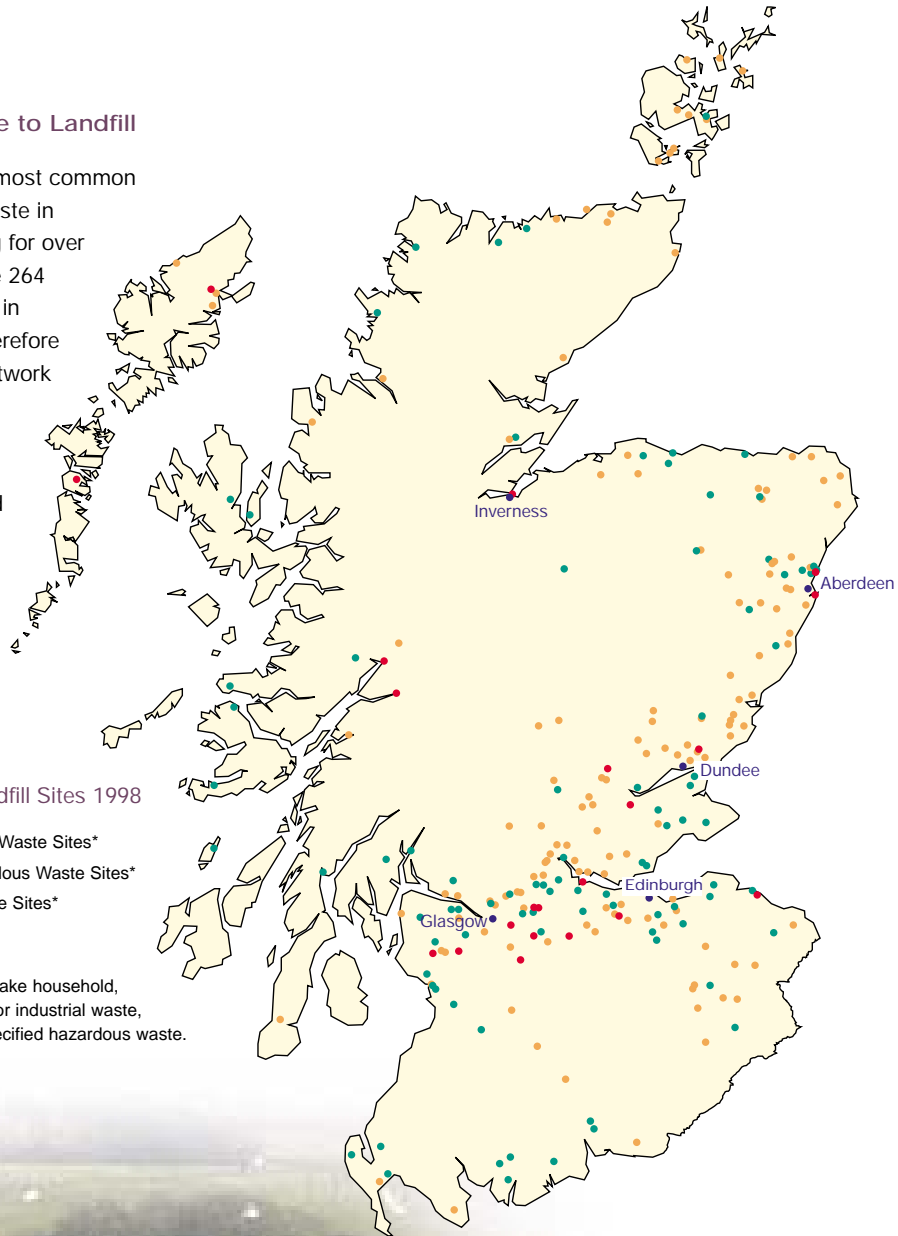 e to Landfill
most common
ste in
g for over
e 264
in
erefore
twork
d
Inverness
Aberdeen
Dundee
dfill Sites 1998
Waste Sites*
dous Waste Sites*
e Sites*
Edinburgh
Glasgow
ake household,
or industrial waste,
ecified hazardous waste.